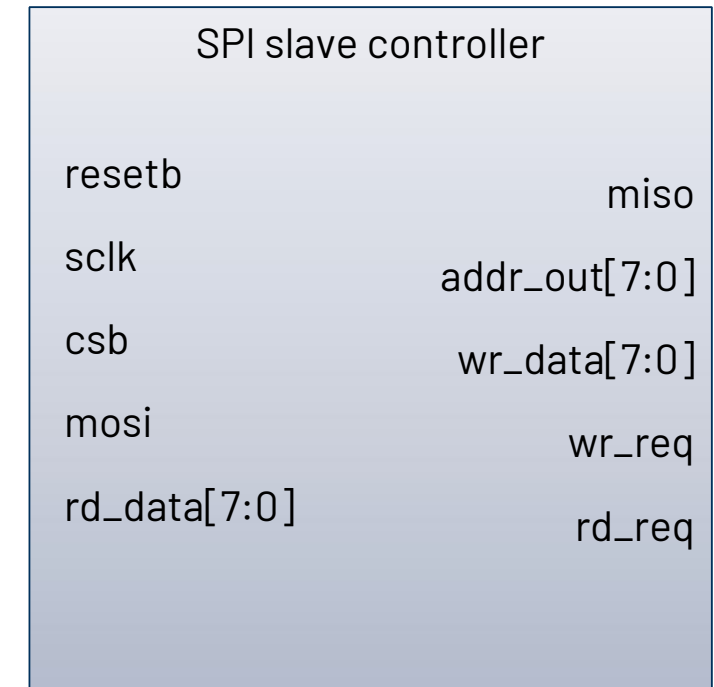 SPI slave controller
resetb
sclk
csb
mosi
rd_data[7:0]
miso
addr_out[7:0]
wr_data[7:0]
wr_req
rd_req